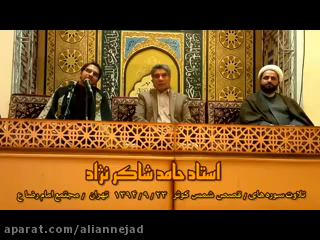 استاد حامد شاکر نژاد
تلاوت سوره های / قصص شمس کوثر ۱۳۹۴/۹/۲۳ تهران / مجتمع امام رضا ع
aparat.com/aliannejad